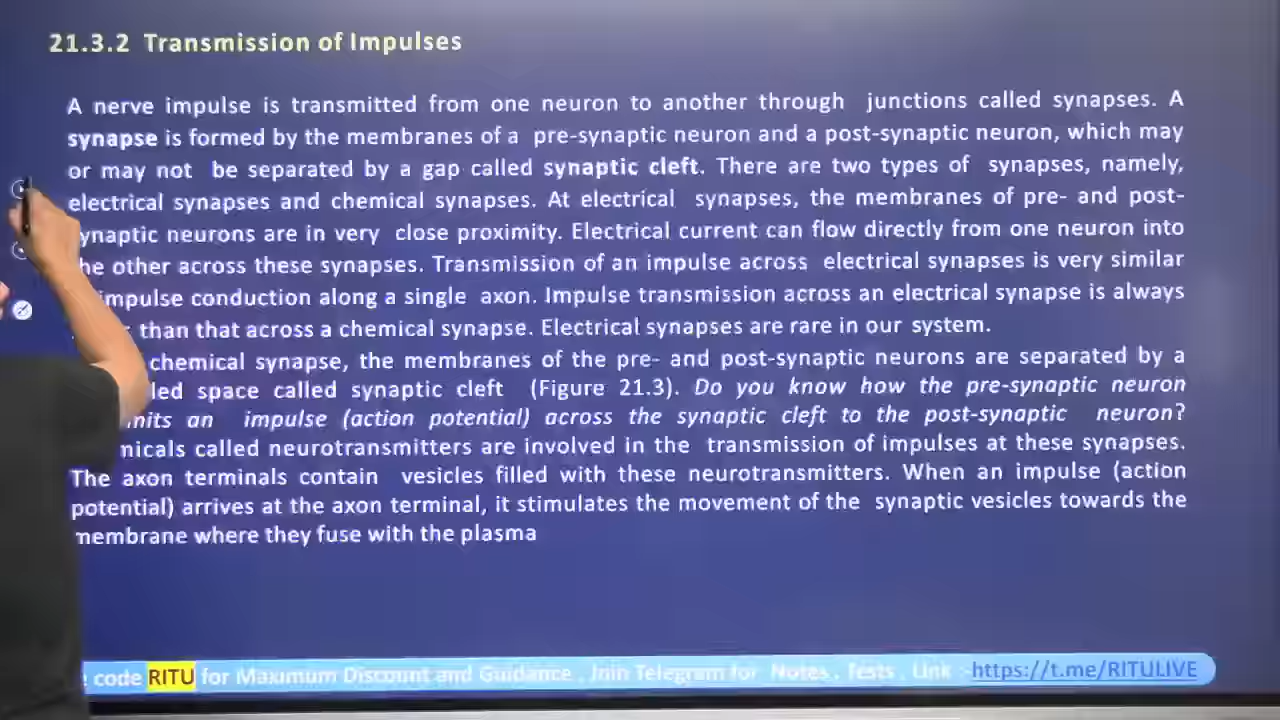 21.3.2 Transmission of Impulses
A nerve impulse is transmitted from one neuron to another through junctions called synapses. A
synapse is formed by the membranes of a pre-synaptic neuron and a post-synaptic neuron, which may
or may not be separated by a gap called synaptic cleft. There are two types of synapses, namely,
electrical synapses and chemical synapses. At electrical synapses, the membranes of pre- and post-
ynaptic neurons are in very close proximity. Electrical current can flow directly from one neuron into
he other across these synapses. Transmission of an impulse across electrical synapses is very similar
impulse conduction along a single axon. Impulse transmission across an electrical synapse is always
than that across a chemical synapse. Electrical synapses are rare in our system.
chemical synapse, the membranes of the pre- and post-synaptic neurons are separated by a
led space called synaptic cleft (Figure 21.3). Do you know how the pre-synaptic neuron
mits an impulse (action potential) across the synaptic cleft to the post-synaptic neuron?
micals called neurotransmitters are involved in the transmission of impulses at these synapses.
The axon terminals contain vesicles filled with these neurotransmitters. When an impulse (action
potential) arrives at the axon terminal, it stimulates the movement of the synaptic vesicles towards the
membrane where they fuse with the plasma
code RITU for Maximum Discount and Guidance , Join Telegram for Notes , Tests , Link :-https://t.me/RITULIVE